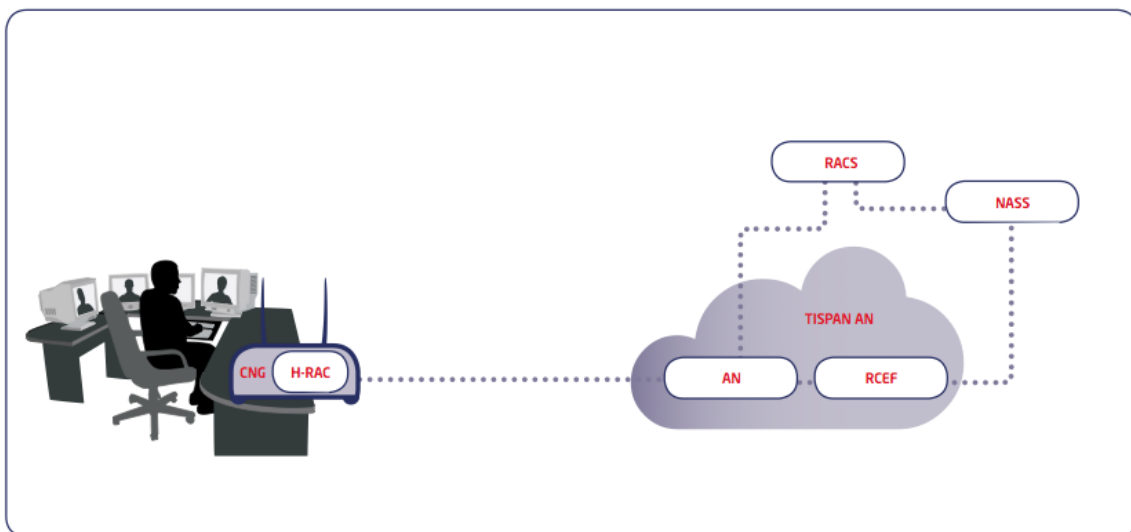 RACS
NASS
TISPAN AN
CNG
H-RAC
AN
RCEF